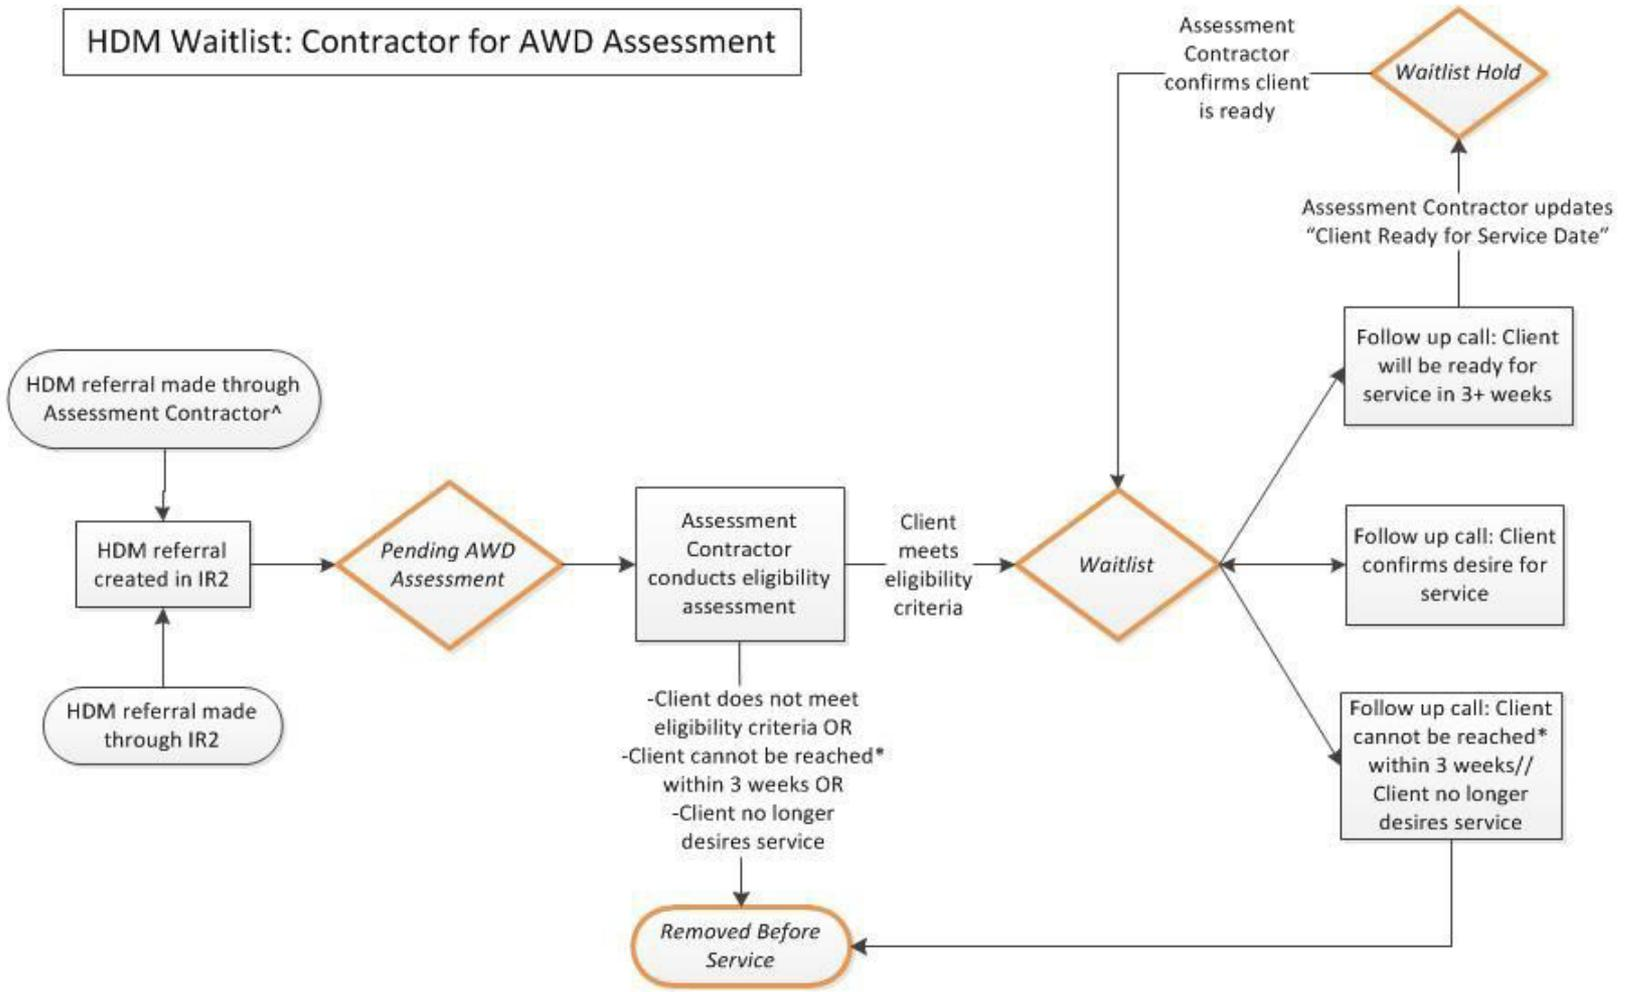 HDM Waitlist: Contractor for AWD Assessment
Assessment
Contractor
confirms client
is ready
Waitlist Hold
Assessment Contractor updates
“Client Ready for Service Date”
Follow up call: Client
will be ready for
service in 3+ weeks
HDM referral made through
Assessment Contractor^
HDM referral
created in IR2
HDM referral made
through IR2
Pending AWD
Assessment
Assessment
Contractor
conducts eligibility
assessment
Client
meets
eligibility
criteria
Waitlist
Follow up call: Client
confirms desire for
service
-Client does not meet
eligibility criteria OR
-Client cannot be reached*
within 3 weeks OR
-Client no longer
desires service
Follow up call: Client
cannot be reached*
within 3 weeks//
Client no longer
desires service
Removed Before
Service